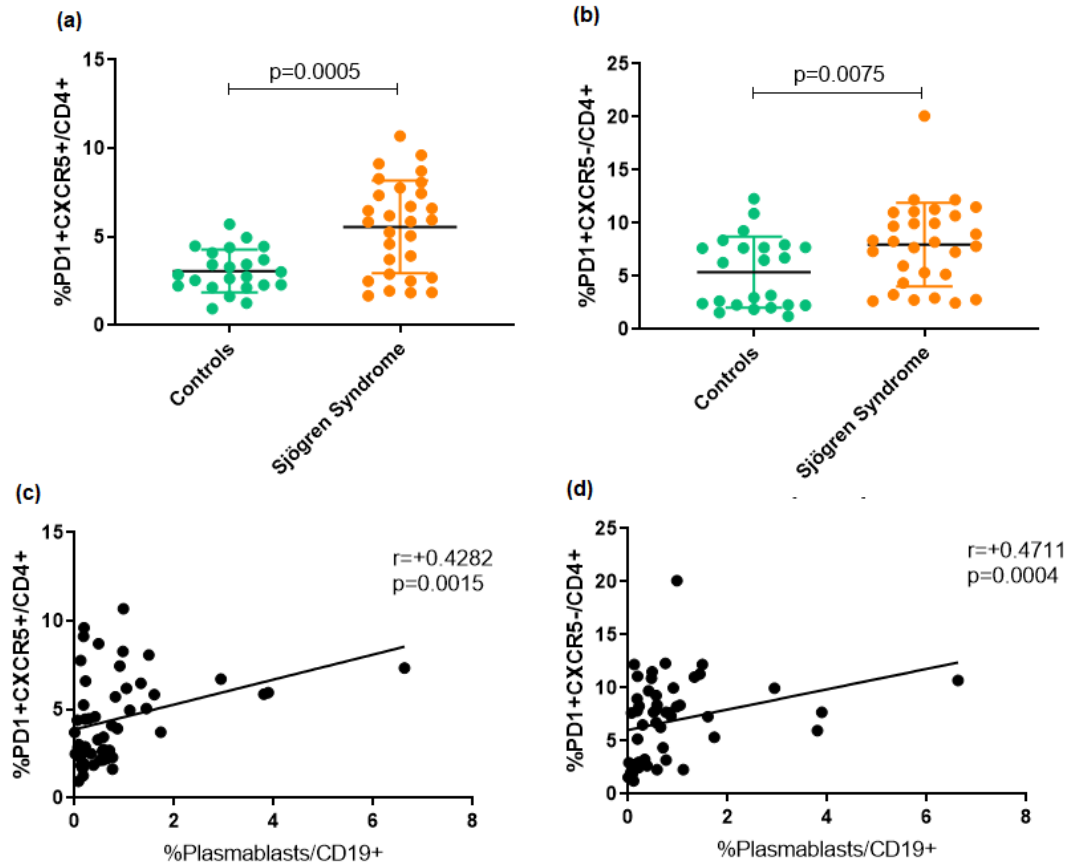 (a)
%PD1+CXCR5+/CD4+
15
10
5
0
p=0.0005
Controls
Sjögren Syndrome
(b)
%PD1+CXCR5-/CD4+
25
20
15
10
5
0
p=0.0075
Controls
Sjögren Syndrome
(c)
%PD1+CXCR5+/CD4+
15
10
5
0
r=+0.4282
p=0.0015
0 2 4 6 8
%Plasmablasts/CD19+
(d)
%PD1+CXCR5-/CD4+
25
20
15
10
5
0
r=+0.4711
p=0.0004
0 2 4 6 8
%Plasmablasts/CD19+